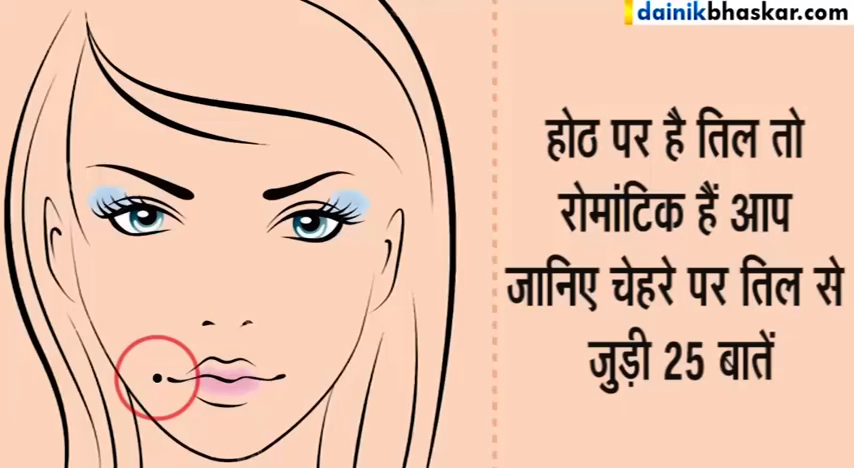 dainikbhaskar.com
होठ पर है तिल तो
रोमांटिक हैं आप
जानिए चेहरे पर तिल से
जुड़ी 25 बातें